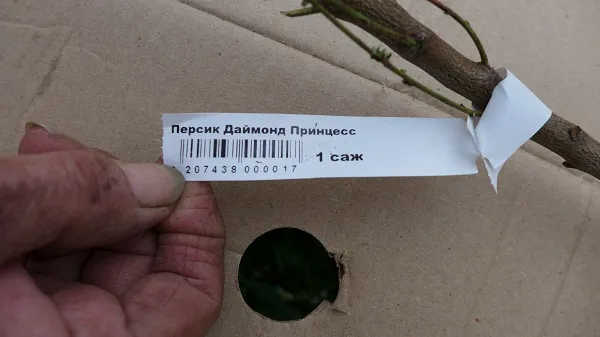 Персик Даймонд Принцесс
1 саж
207438 000017